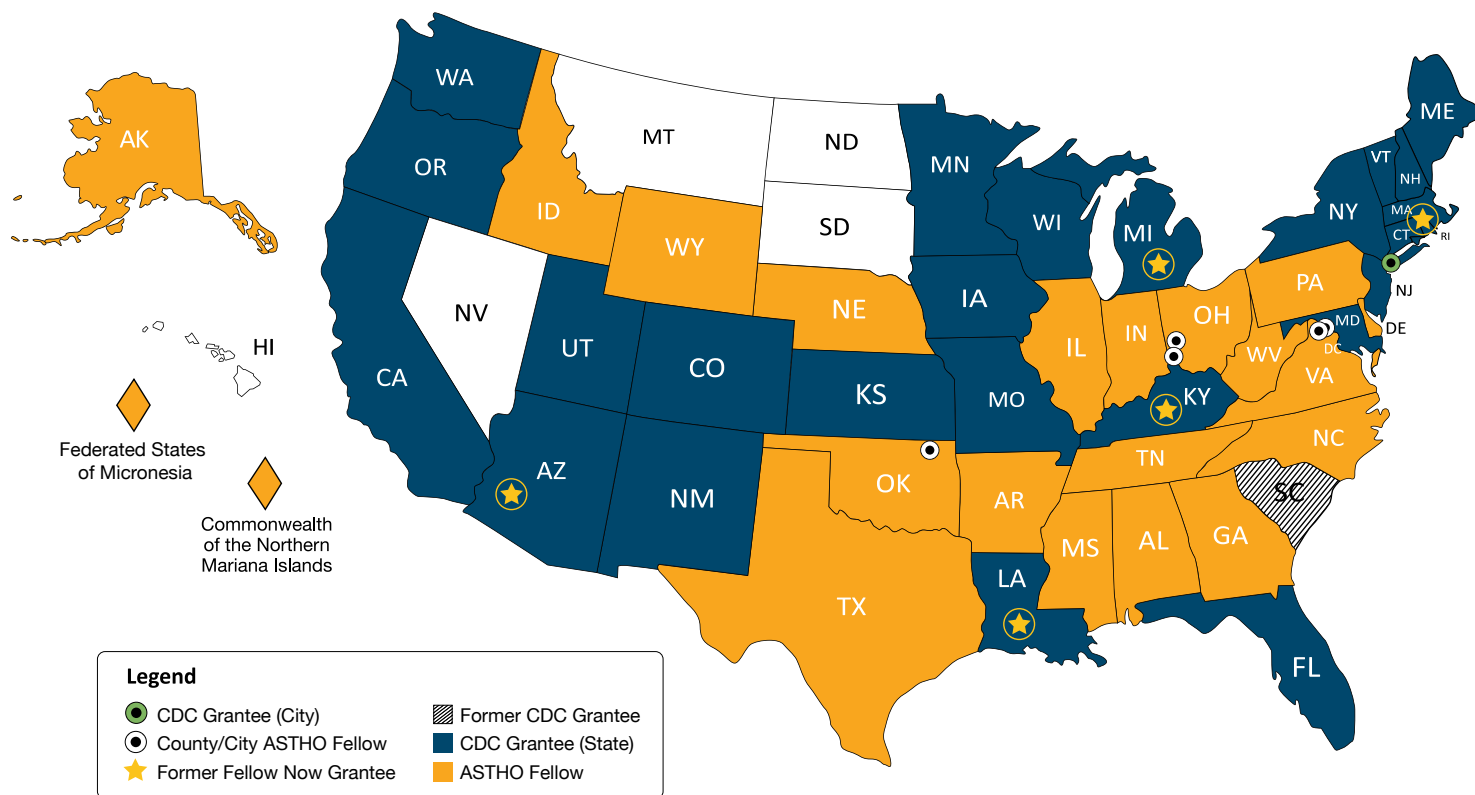 WA
MT
ND
MN
ME
VT
NH
AK
OR
ID
WY
SD
WI
MI
NY
MA
CT
RI
NV
NE
IA
PA
NJ
HI
UT
CO
IL
IN
OH
MD
DE
DC
WV
VA
CA
KS
MO
KY
Federated States
of Micronesia
AZ
NM
OK
AR
TN
NC
SC
Commonwealth
of the Northern
Mariana Islands
TX
LA
MS
AL
GA
FL
Legend
CDC Grantee (City)
County/City ASTHO Fellow
Former Fellow Now Grantee
Former CDC Grantee
CDC Grantee (State)
ASTHO Fellow